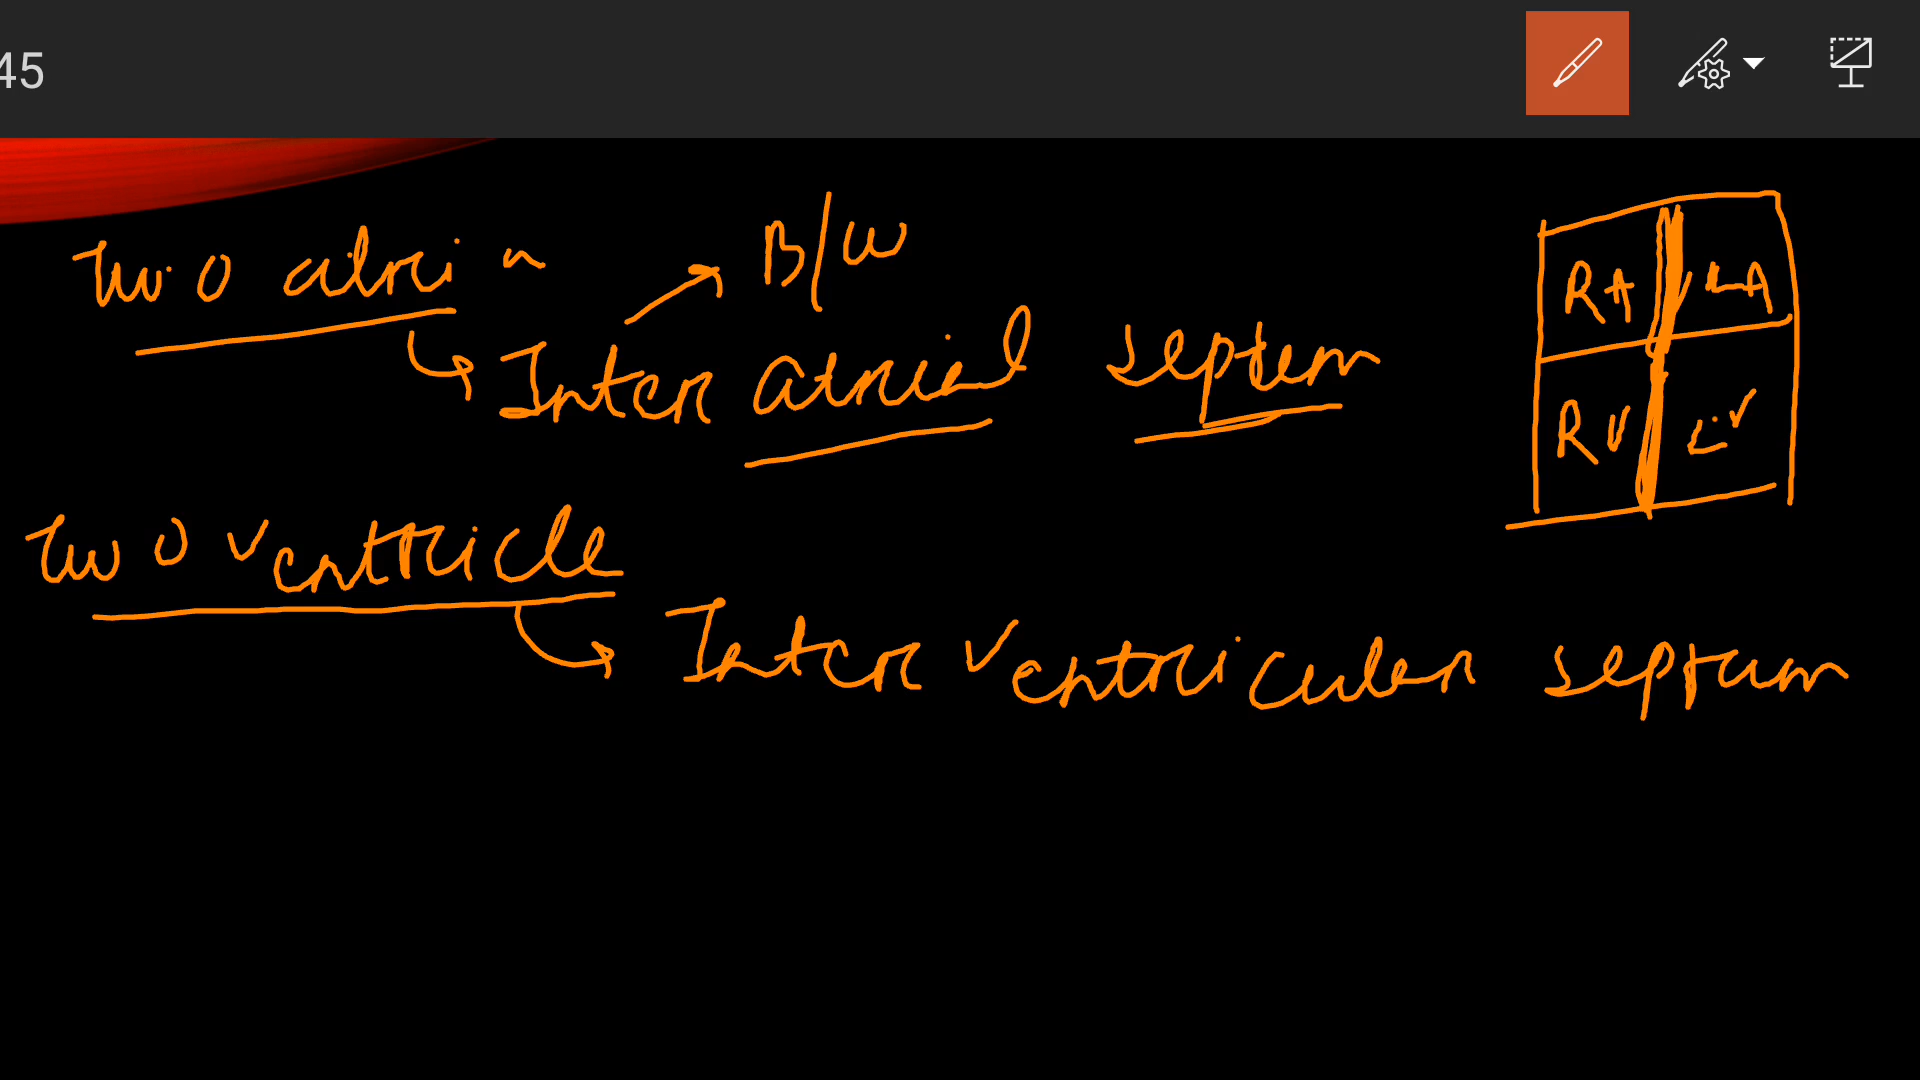 45
Two atria
B/W
Inter atrial septum
RA LA
RV LV
Two ventricle
Inter ventricular septum